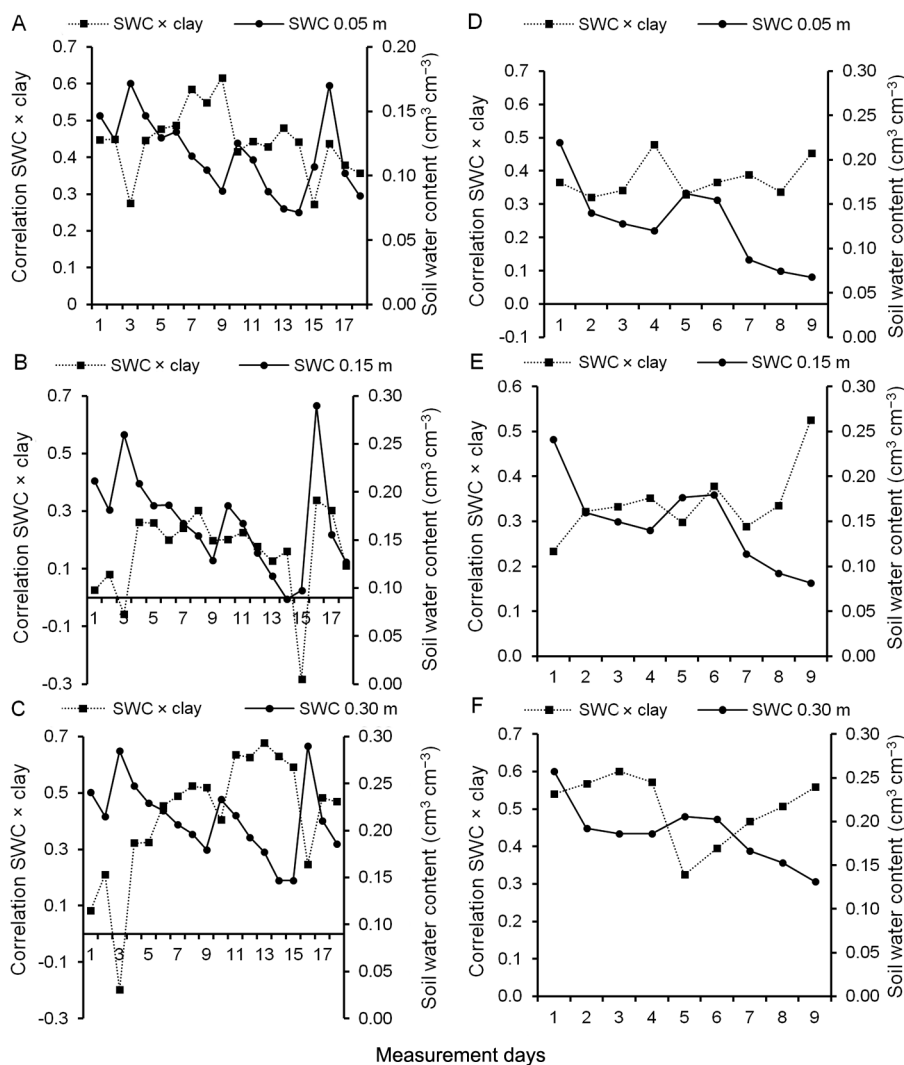 A
SWC × clay
SWC 0.05 m
0.7
0.6
0.5
0.4
0.3
0.2
0.1
0
Correlation SWC × clay
0.20
0.15
0.10
0.05
0.00
Soil water content (cm³ cm⁻³)
1 3 5 7 9 11 13 15 17
D
SWC × clay
SWC 0.05 m
0.7
0.6
0.5
0.4
0.3
0.2
0.1
0.0
-0.1
Correlation SWC × clay
0.30
0.25
0.20
0.15
0.10
0.05
0.00
Soil water content (cm³ cm⁻³)
1 2 3 4 5 6 7 8 9
B
SWC × clay
SWC 0.15 m
0.7
0.5
0.3
0.1
-0.1
-0.3
Correlation SWC × clay
0.30
0.25
0.20
0.15
0.10
0.05
0.00
Soil water content (cm³ cm⁻³)
1 3 5 7 9 11 13 15 17
E
SWC × clay
SWC 0.15 m
0.6
0.5
0.4
0.3
0.2
0.1
0.0
Correlation SWC × clay
0.30
0.25
0.20
0.15
0.10
0.05
0.00
Soil water content (cm³ cm⁻³)
1 2 3 4 5 6 7 8 9
C
SWC × clay
SWC 0.30 m
0.7
0.5
0.3
0.1
-0.1
-0.3
Correlation SWC × clay
0.30
0.25
0.20
0.15
0.10
0.05
0.00
Soil water content (cm³ cm⁻³)
1 3 5 7 9 11 13 15 17
F
SWC × clay
SWC 0.30 m
0.7
0.6
0.5
0.4
0.3
0.2
0.1
0.0
Correlation SWC × clay
0.30
0.25
0.20
0.15
0.10
0.05
0.00
Soil water content (cm³ cm⁻³)
1 2 3 4 5 6 7 8 9
Measurement days